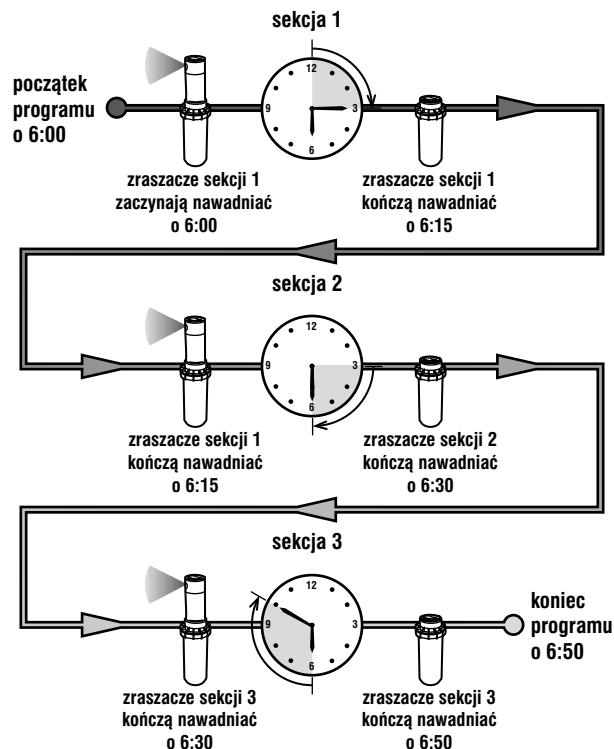 sekcja 1
początek
programu
o 6:00
12
9
3
6
zraszacze sekcji 1
zaczynają nawadniać
o 6:00
zraszacze sekcji 1
kończą nawadniać
o 6:15
sekcja 2
12
9
3
6
zraszacze sekcji 1
kończą nawadniać
o 6:15
zraszacze sekcji 2
kończą nawadniać
o 6:30
sekcja 3
12
9
3
6
koniec
programu
o 6:50
zraszacze sekcji 3
kończą nawadniać
o 6:30
zraszacze sekcji 3
kończą nawadniać
o 6:50